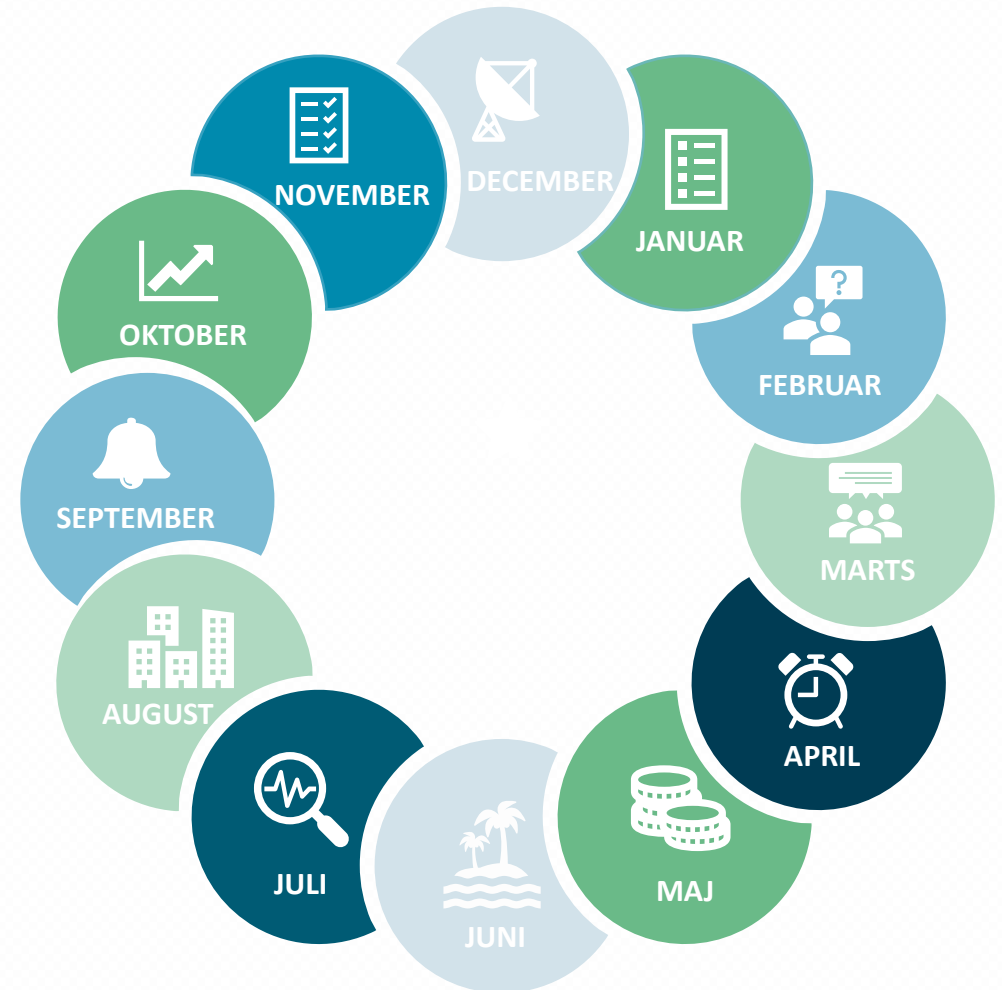 JANUAR
?
FEBRUAR
MARTS
APRIL
MAJ
JUNI
JULI
AUGUST
SEPTEMBER
OKTOBER
NOVEMBER
DECEMBER